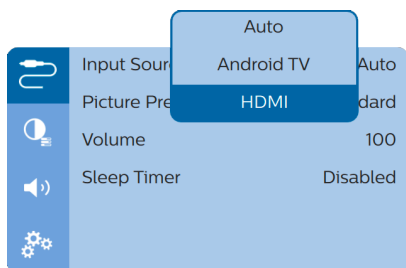 Auto
Android TV
HDMI
Input Sour
Auto
Picture Pre
dard
Volume 100
Sleep Timer Disabled